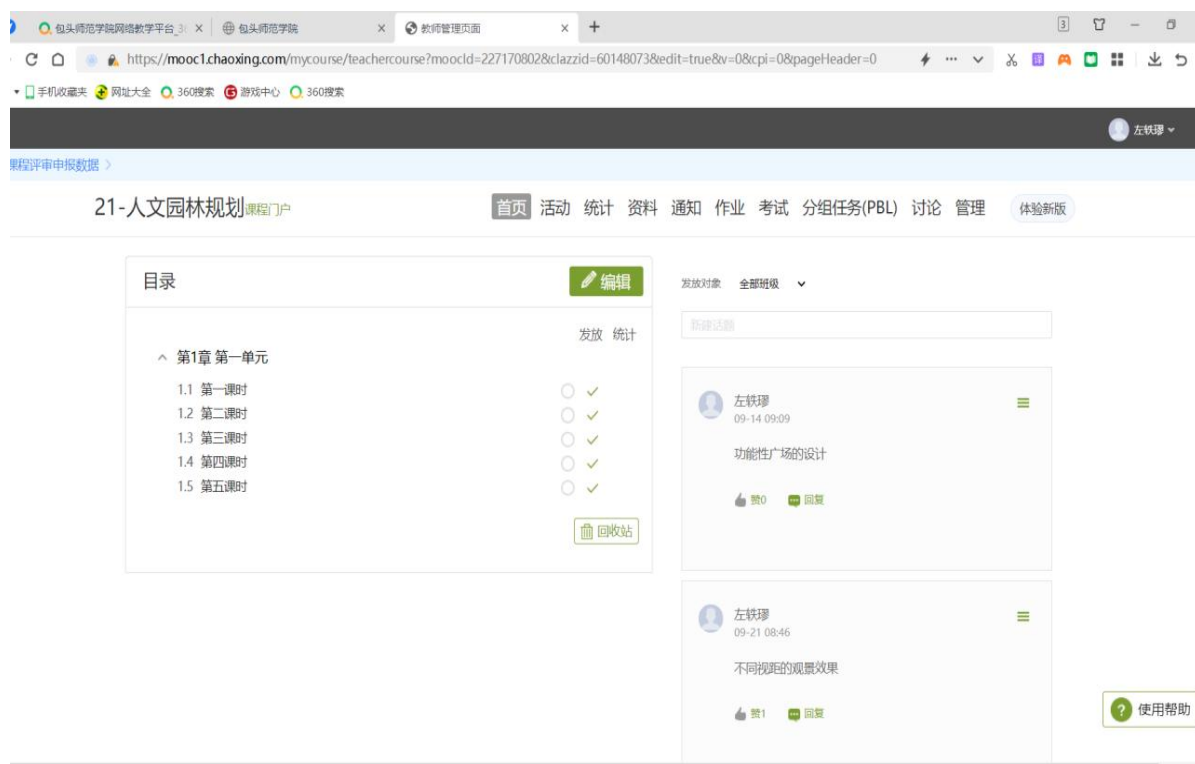 包头师范学院网络教学平台_3
包头师范学院
教师管理页面
3
https://mooc1.chaoxing.com/mycourse/teachercourse?moocId=227170802&clazzid=60148073&edit=true&v=0&cpi=0&pageHeader=0
手机收藏夹 网址大全 360搜索 游戏中心 360搜索
左轶璆
课程评审申报数据 >
21-人文园林规划 课程门户
首页 活动 统计 资料 通知 作业 考试 分组任务(PBL) 讨论 管理 体验新版
目录 编辑
发放 统计
第1章 第一单元
1.1 第一课时
1.2 第二课时
1.3 第三课时
1.4 第四课时
1.5 第五课时
回收站
发放对象 全部班级
新建话题
左轶璆
09-14 09:09
功能性广场的设计
赞0 回复
左轶璆
09-21 08:46
不同视距的观景效果
赞1 回复
? 使用帮助